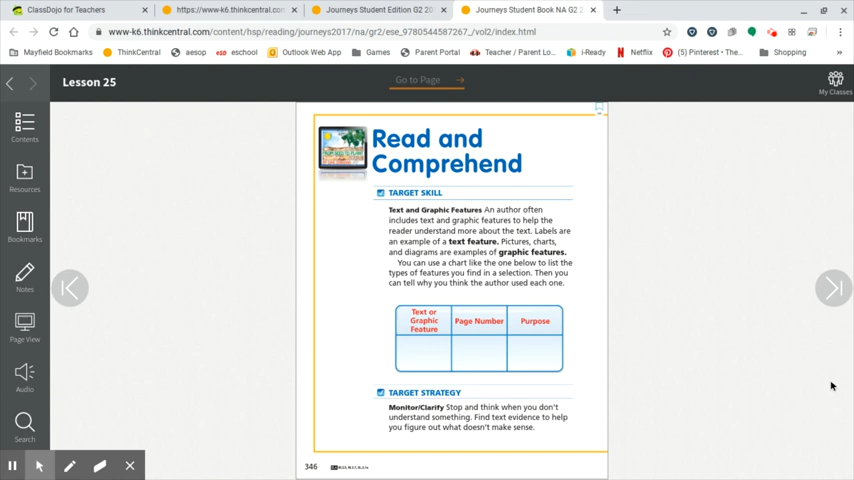 ClassDojo for Teachers
https://www-k6.thinkcentral.com/
Journeys Student Edition G2 20
Journeys Student Book NA G2 2
www-k6.thinkcentral.com/content/hsp/reading/journeys2017/na/gr2/ese_9780544587267_/vol2/index.html
Mayfield Bookmarks
ThinkCentral
aesop
eschool
Outlook Web App
Games
Parent Portal
Teacher / Parent Lo...
i-Ready
Netflix
(5) Pinterest • The...
Shopping
Lesson 25
Go to Page
My Classes
Contents
Resources
Bookmarks
Notes
Page View
Audio
Search
Read and
Comprehend
TARGET SKILL
Text and Graphic Features An author often
includes text and graphic features to help the
reader understand more about the text. Labels are
an example of a text feature. Pictures, charts,
and diagrams are examples of graphic features.
You can use a chart like the one below to list the
types of features you find in a selection. Then you
can tell why you think the author used each one.
Text or
Graphic
Feature
Page Number
Purpose
TARGET STRATEGY
Monitor/Clarify Stop and think when you don't
understand something. Find text evidence to help
you figure out what doesn't make sense.
346